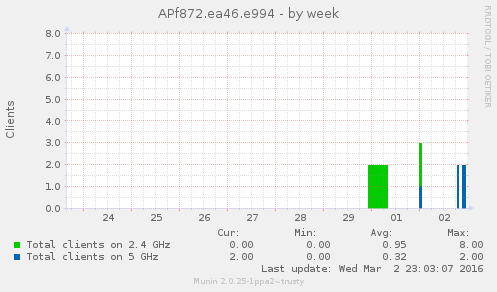 APf872.ea46.e994 - by week
RRDTOOL / TOBI OETIKER
Clients
8.0
7.0
6.0
5.0
4.0
3.0
2.0
1.0
0.0
24 25 26 27 28 29 01 02
Cur: Min: Avg: Max:
Total clients on 2.4 GHz 0.00 0.00 0.95 8.00
Total clients on 5 GHz 2.00 0.00 0.32 2.00
Last update: Wed Mar 2 23:03:07 2016
Munin 2.0.25-1ppa2~trusty